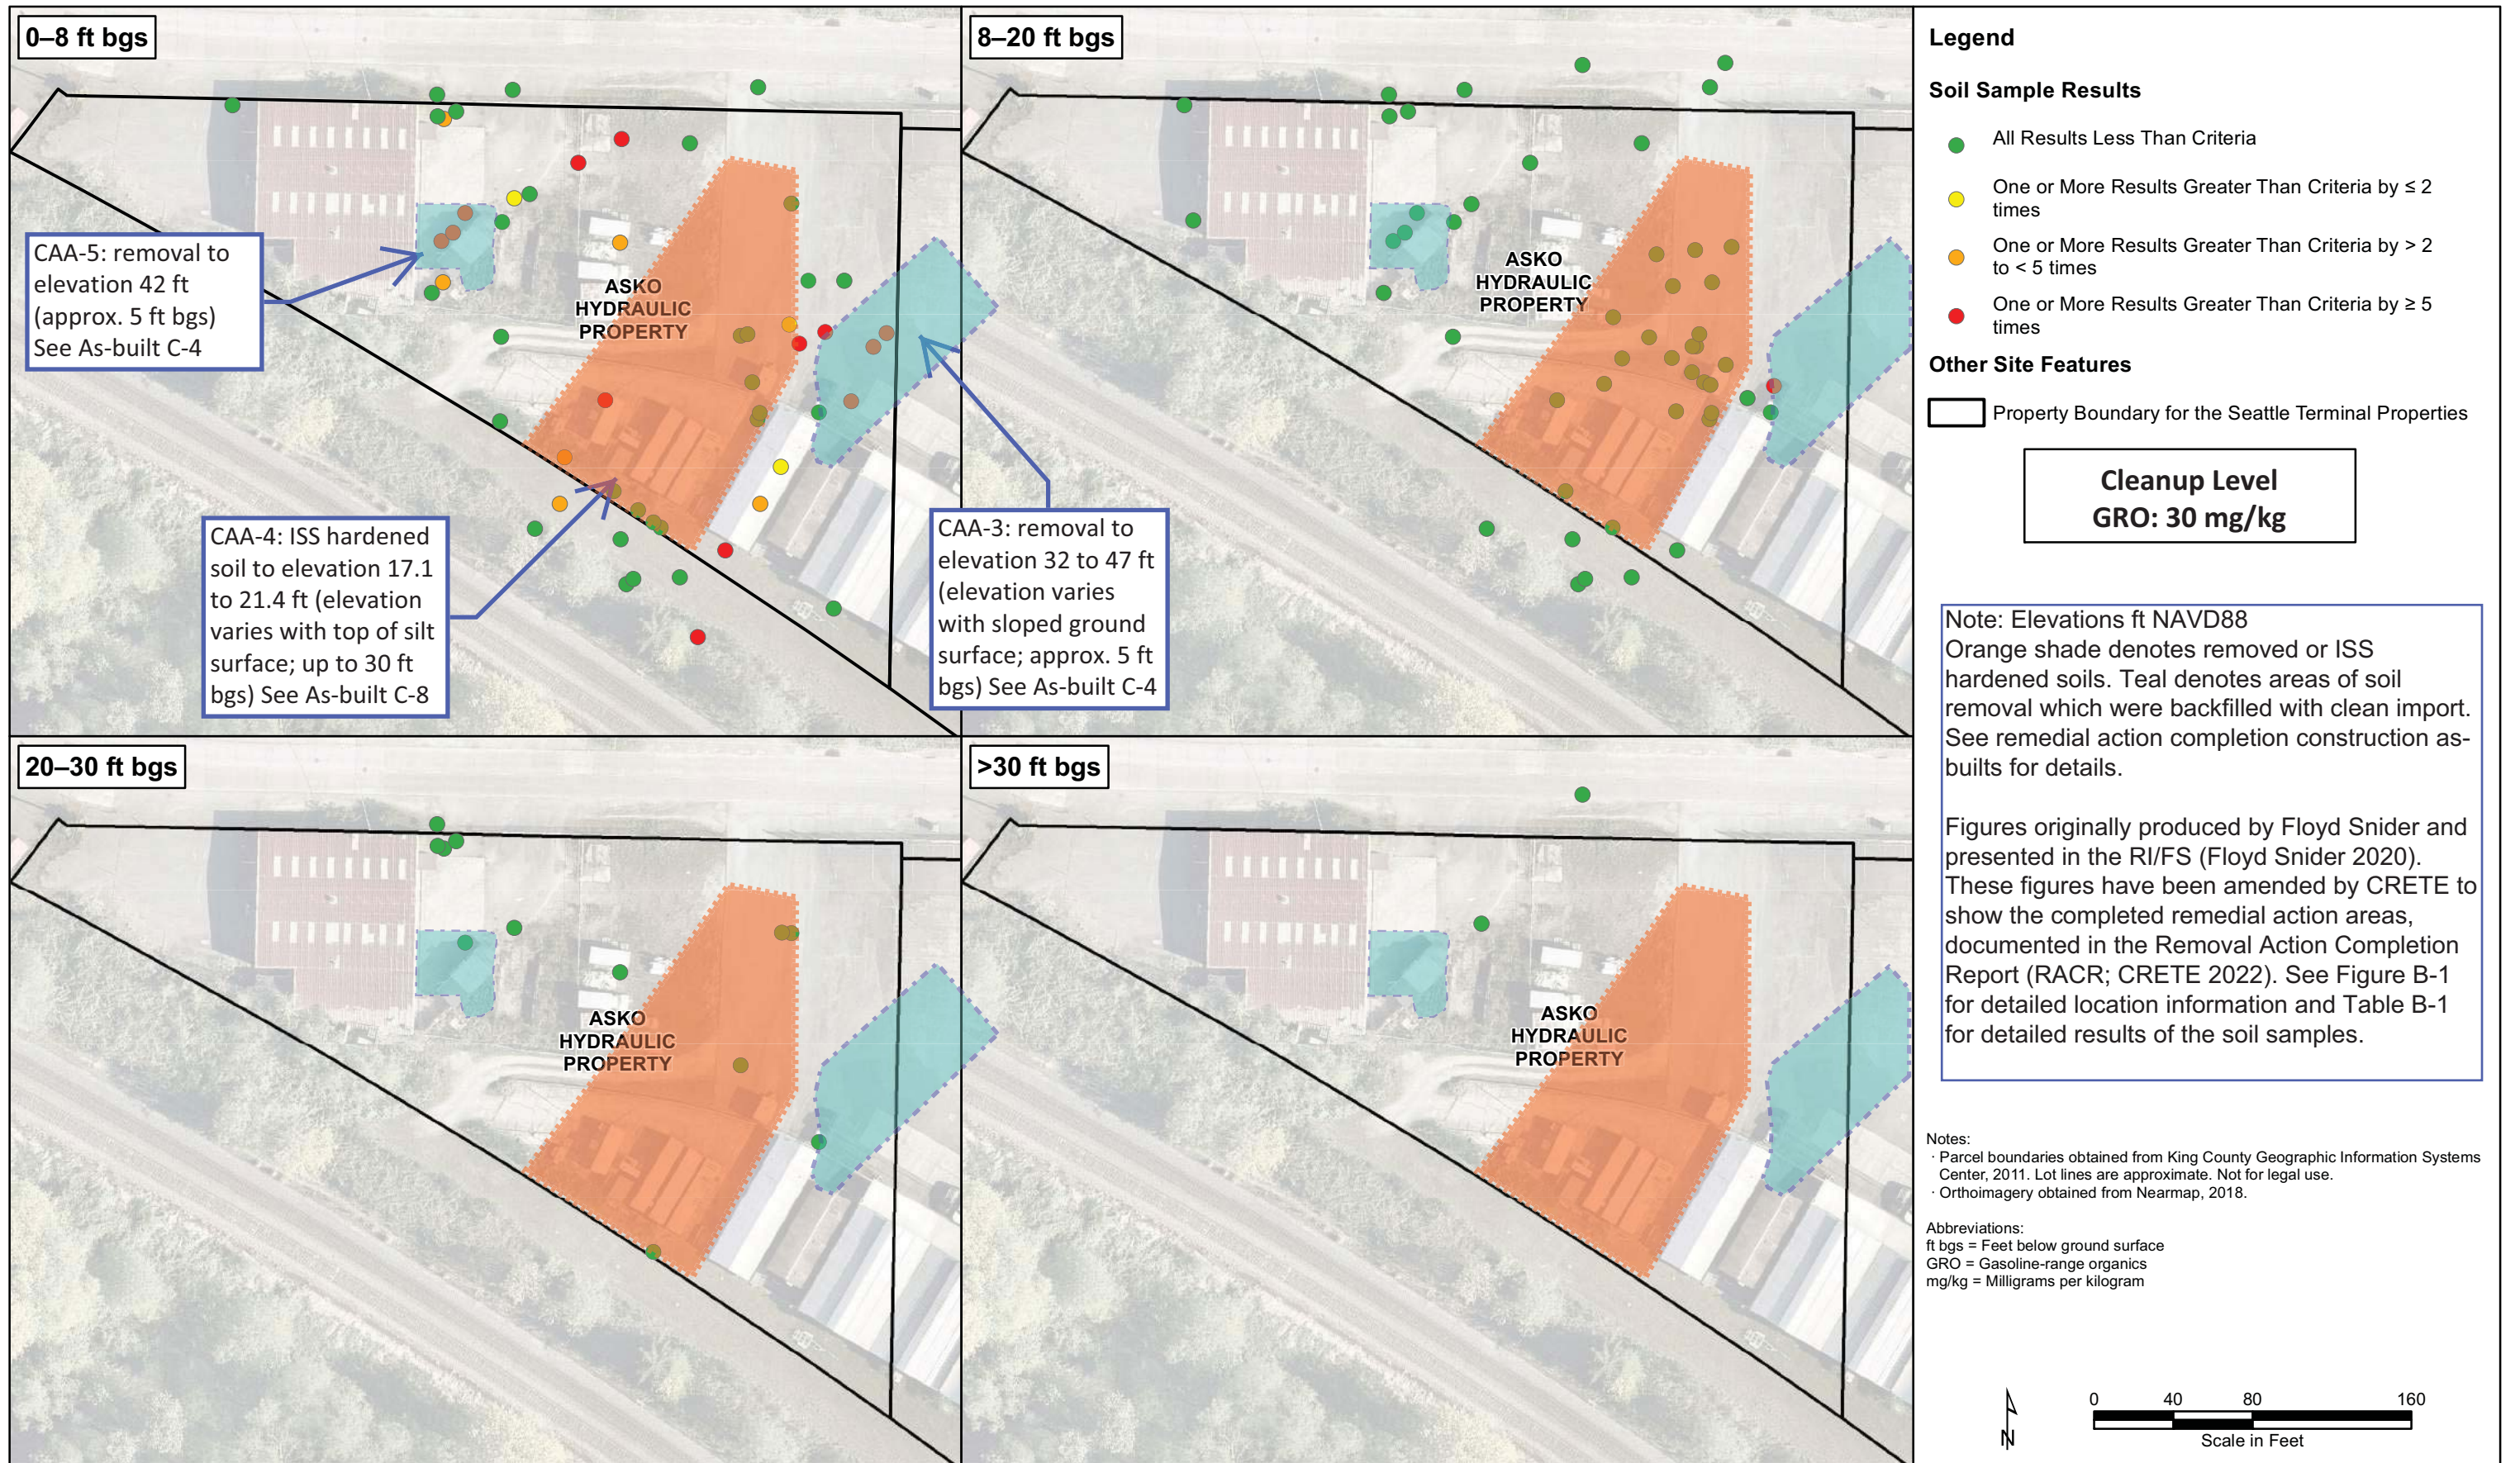 0–8 ft bgs
CAA-5: removal to
elevation 42 ft
(approx. 5 ft bgs)
See As-built C-4
ASKO
HYDRAULIC
PROPERTY
CAA-4: ISS hardened
soil to elevation 17.1
to 21.4 ft (elevation
varies with top of silt
surface; up to 30 ft
bgs) See As-built C-8
8–20 ft bgs
ASKO
HYDRAULIC
PROPERTY
CAA-3: removal to
elevation 32 to 47 ft
(elevation varies
with sloped ground
surface; approx. 5 ft
bgs) See As-built C-4
20–30 ft bgs
ASKO
HYDRAULIC
PROPERTY
>30 ft bgs
ASKO
HYDRAULIC
PROPERTY
Legend
Soil Sample Results
All Results Less Than Criteria
One or More Results Greater Than Criteria by ≤ 2
times
One or More Results Greater Than Criteria by > 2
to < 5 times
One or More Results Greater Than Criteria by ≥ 5
times
Other Site Features
Property Boundary for the Seattle Terminal Properties
Cleanup Level
GRO: 30 mg/kg
Note: Elevations ft NAVD88
Orange shade denotes removed or ISS
hardened soils. Teal denotes areas of soil
removal which were backfilled with clean import.
See remedial action completion construction as-
builts for details.
Figures originally produced by Floyd Snider and
presented in the RI/FS (Floyd Snider 2020).
These figures have been amended by CRETE to
show the completed remedial action areas,
documented in the Removal Action Completion
Report (RACR; CRETE 2022). See Figure B-1
for detailed location information and Table B-1
for detailed results of the soil samples.
Notes:
· Parcel boundaries obtained from King County Geographic Information Systems
Center, 2011. Lot lines are approximate. Not for legal use.
· Orthoimagery obtained from Nearmap, 2018.
Abbreviations:
ft bgs = Feet below ground surface
GRO = Gasoline-range organics
mg/kg = Milligrams per kilogram
N
0 40 80 160
Scale in Feet